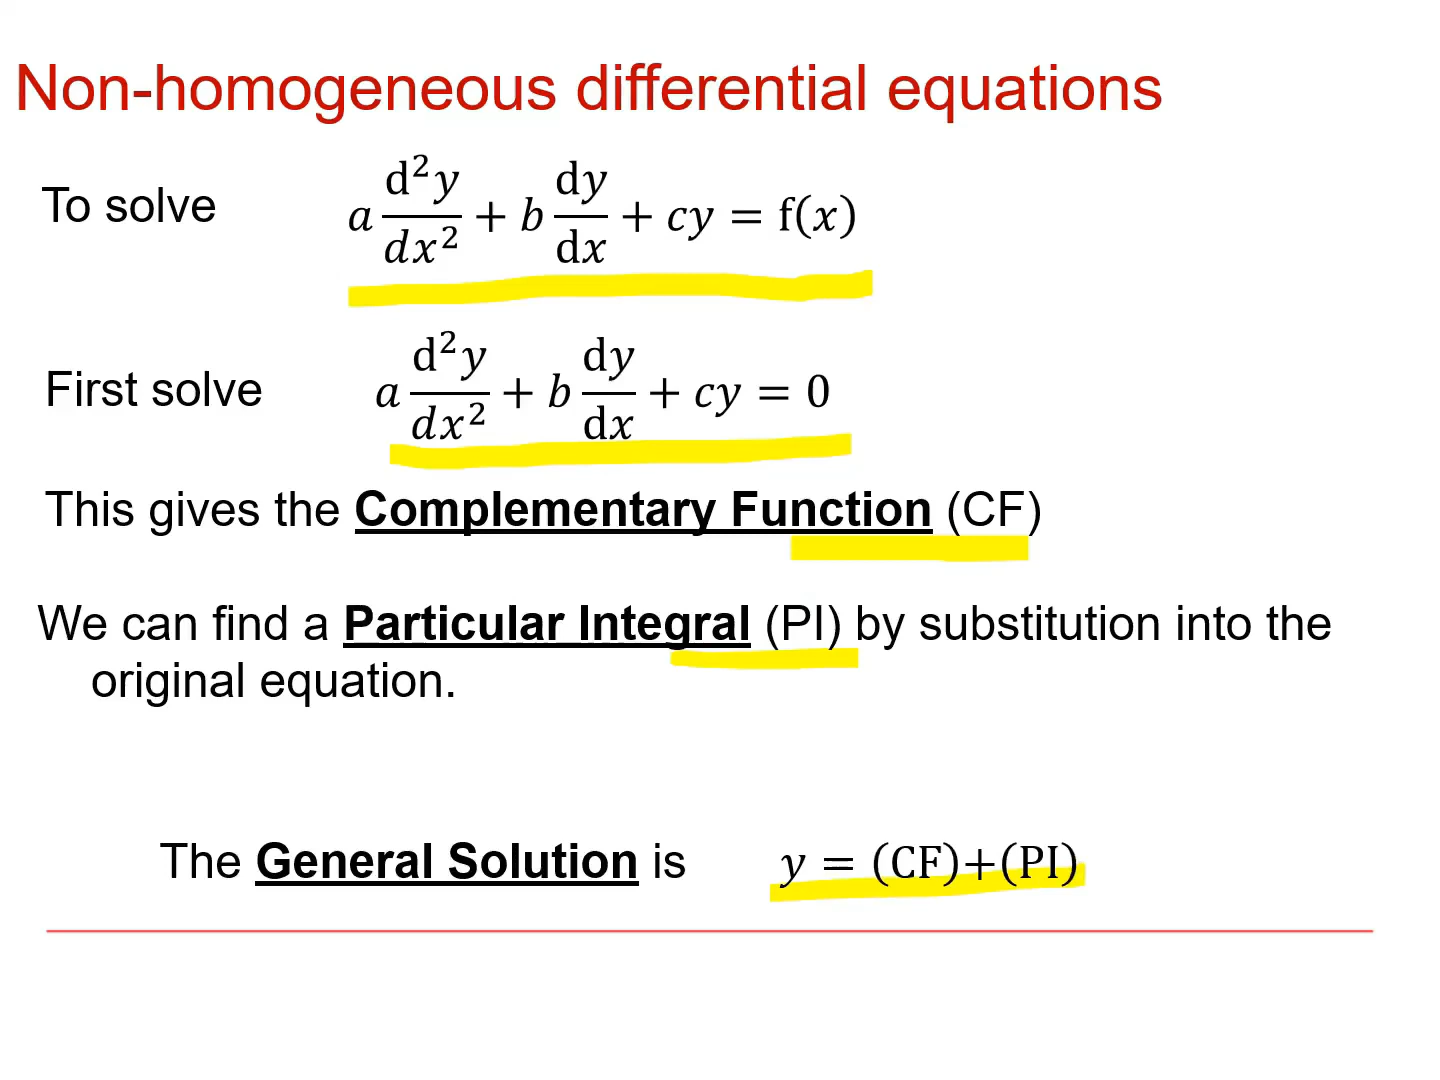 Non-homogeneous differential equations
To solve a d²y/dx² + b dy/dx + cy = f(x)
First solve a d²y/dx² + b dy/dx + cy = 0
This gives the Complementary Function (CF)
We can find a Particular Integral (PI) by substitution into the
original equation.
The General Solution is y = (CF)+(PI)